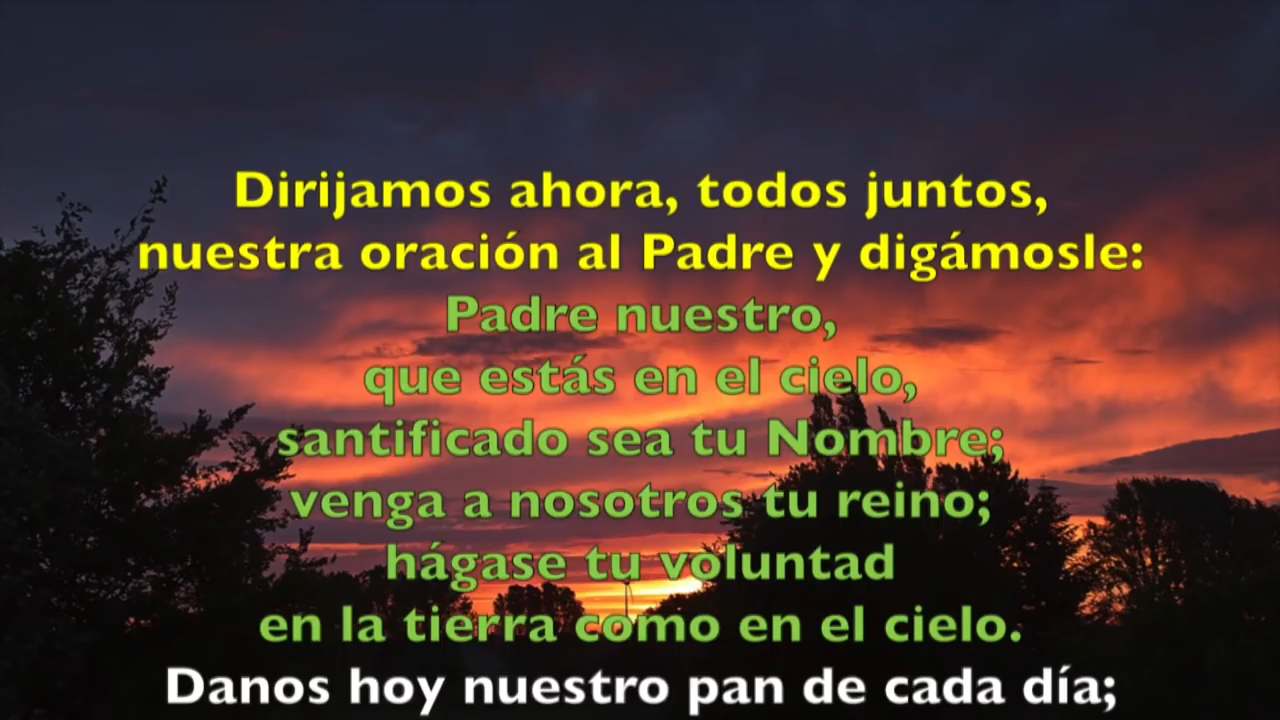 Dirijamos ahora, todos juntos,
nuestra oración al Padre y digámosle:
Padre nuestro,
que estás en el cielo,
santificado sea tu Nombre;
venga a nosotros tu reino;
hágase tu voluntad
en la tierra como en el cielo.
Danos hoy nuestro pan de cada día;